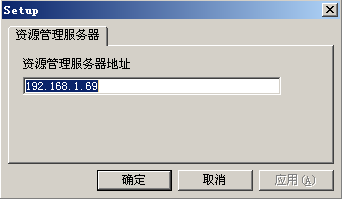 Setup
资源管理服务器
资源管理服务器地址
192.168.1.69
确定 取消 应用(A)